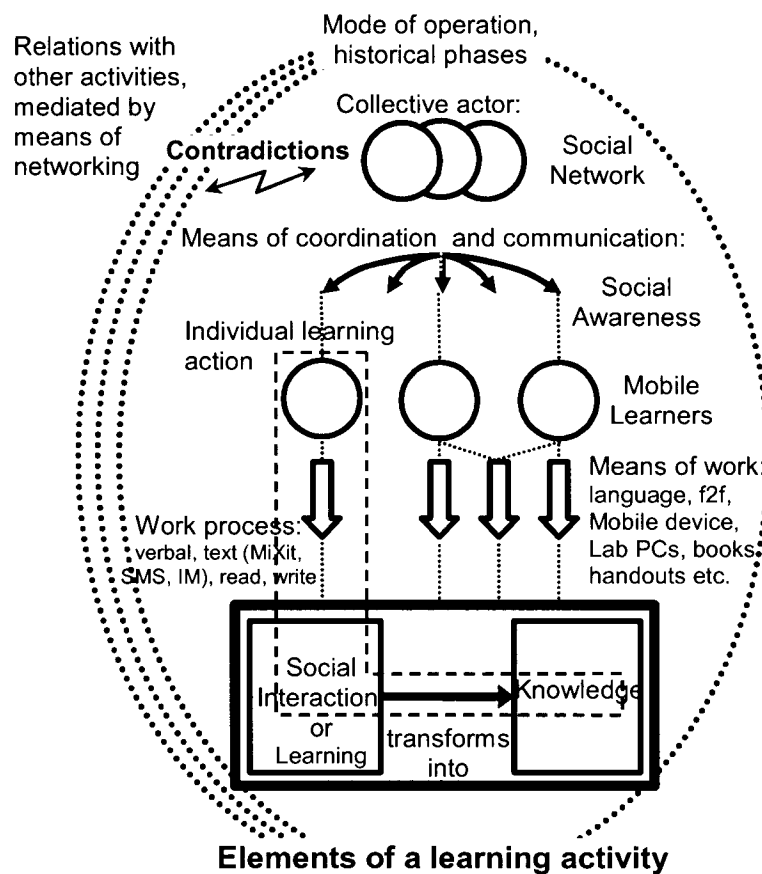 Mode of operation,
historical phases
Relations with
other activities,
mediated by
means of
networking
Collective actor:
Contradictions
Social
Network
Means of coordination and communication:
Social
Awareness
Individual learning
action
Mobile
Learners
Means of work:
language, f2f,
Mobile device,
Lab PCs, books
handouts etc.
Work process:
verbal, text (MiXit,
SMS, IM), read, write
Social
Interaction
or
Learning
transforms
into
Knowledge
Elements of a learning activity